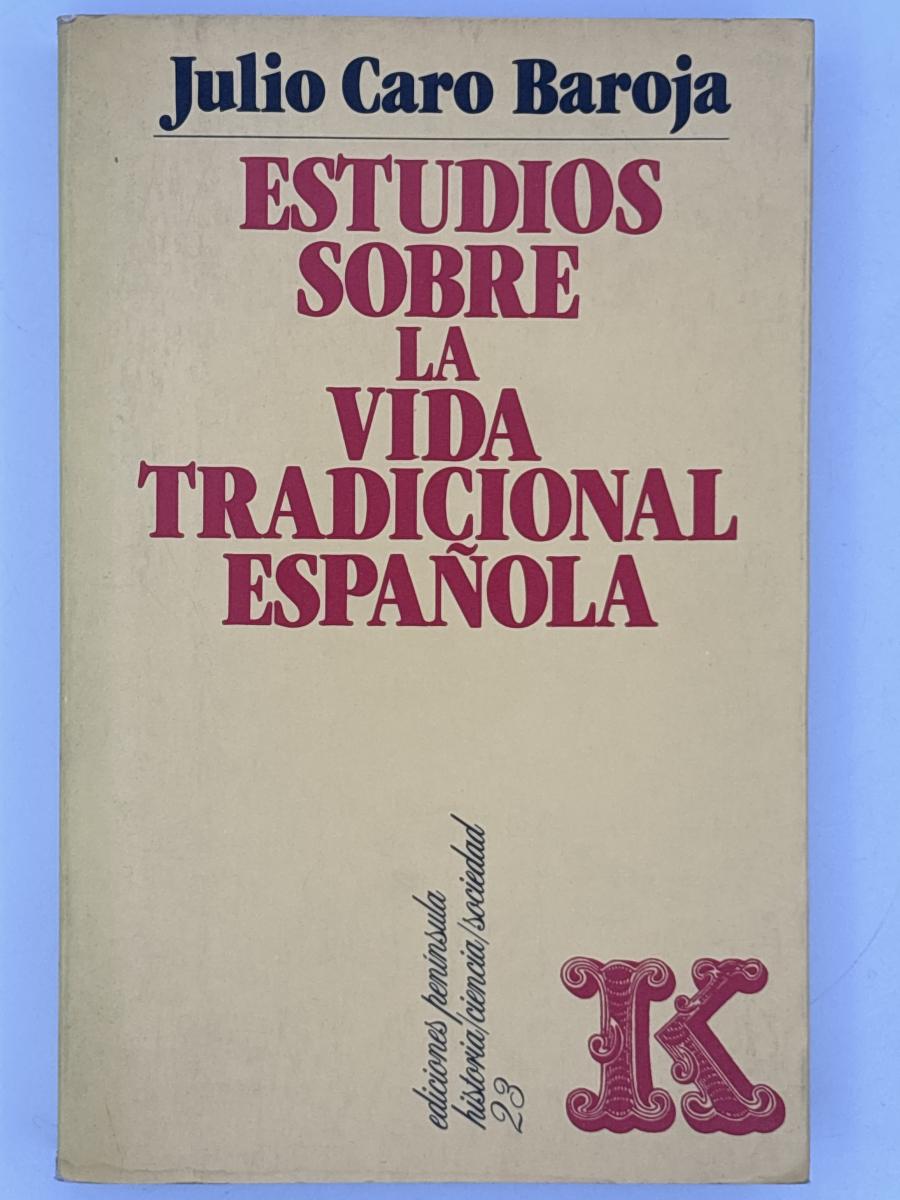 Julio Caro Baroja
ESTUDIOS
SOBRE
LA
VIDA
TRADICIONAL
ESPAÑOLA
ediciones península
historia/ciencia/sociedad
23
K